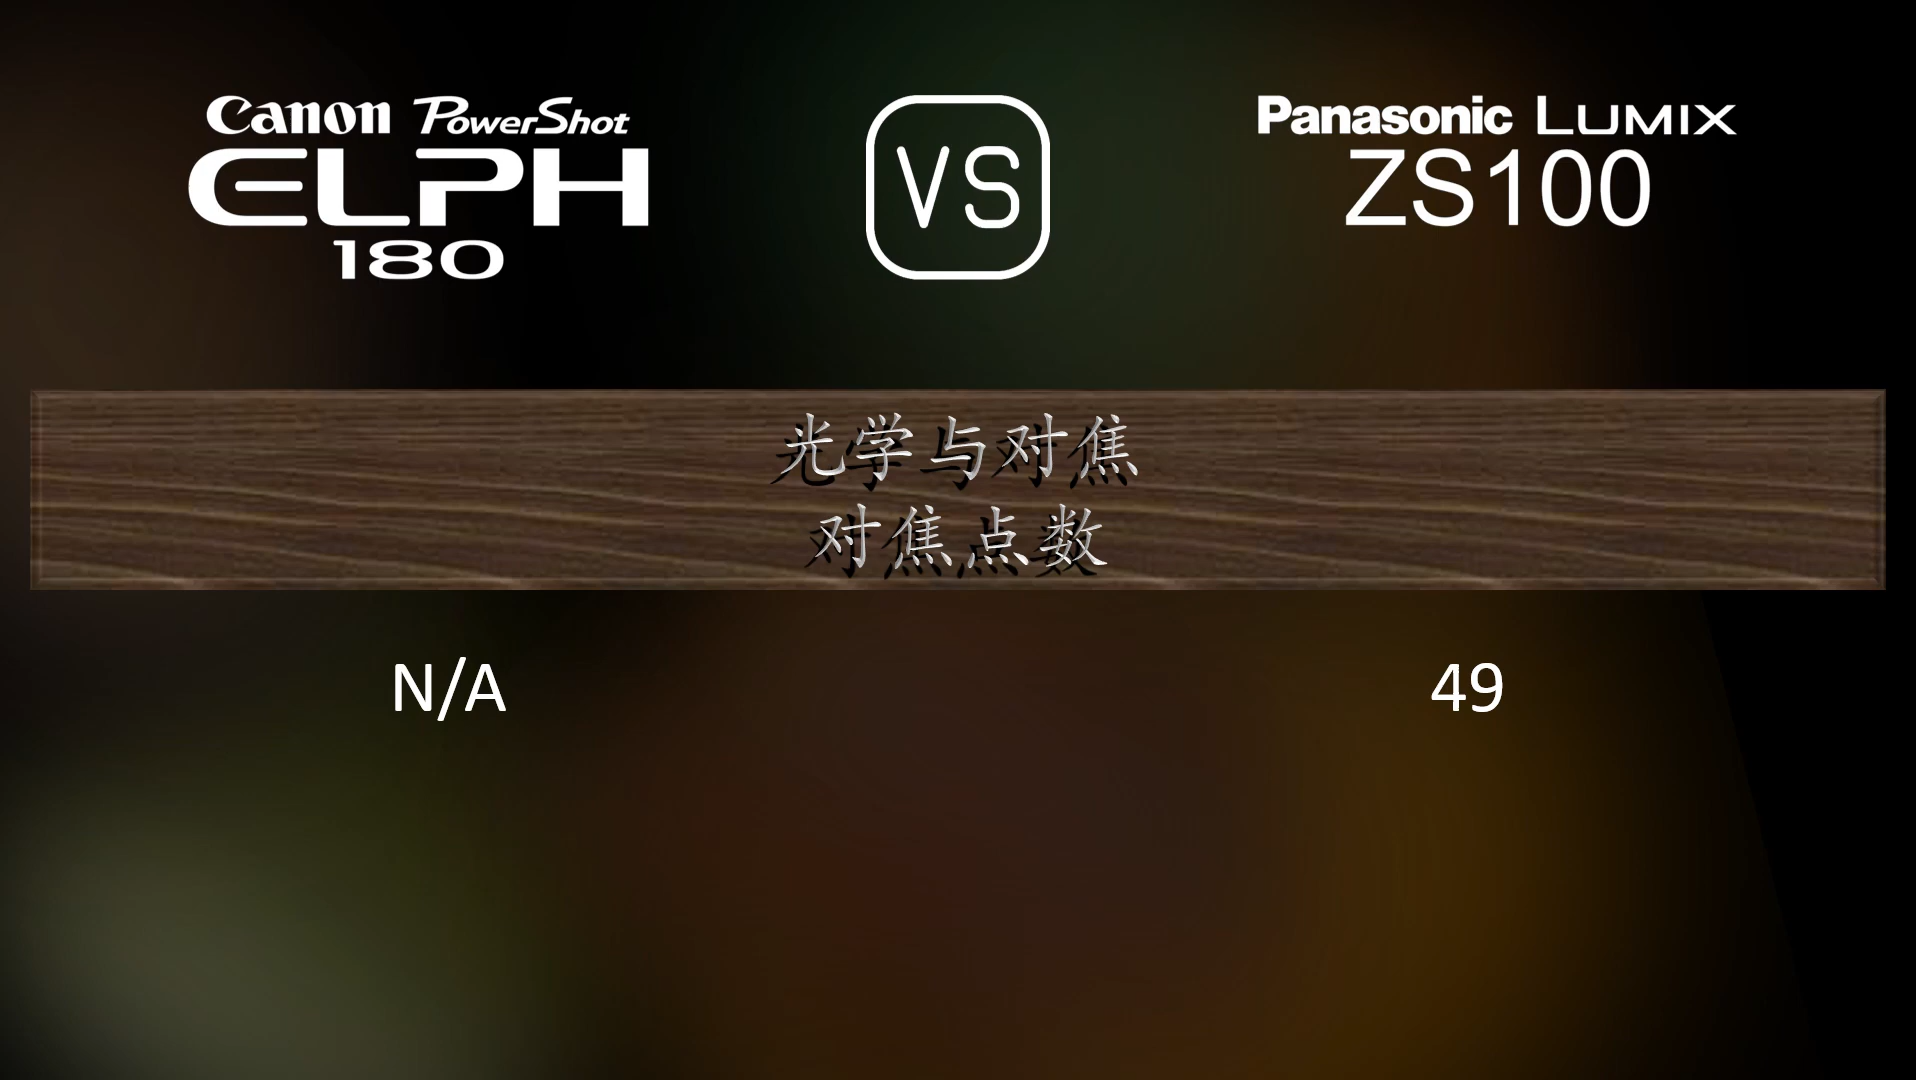 Canon PowerShot
ELPH
180
VS
Panasonic LUMIX
ZS100
光学与对焦
对焦点数
N/A
49